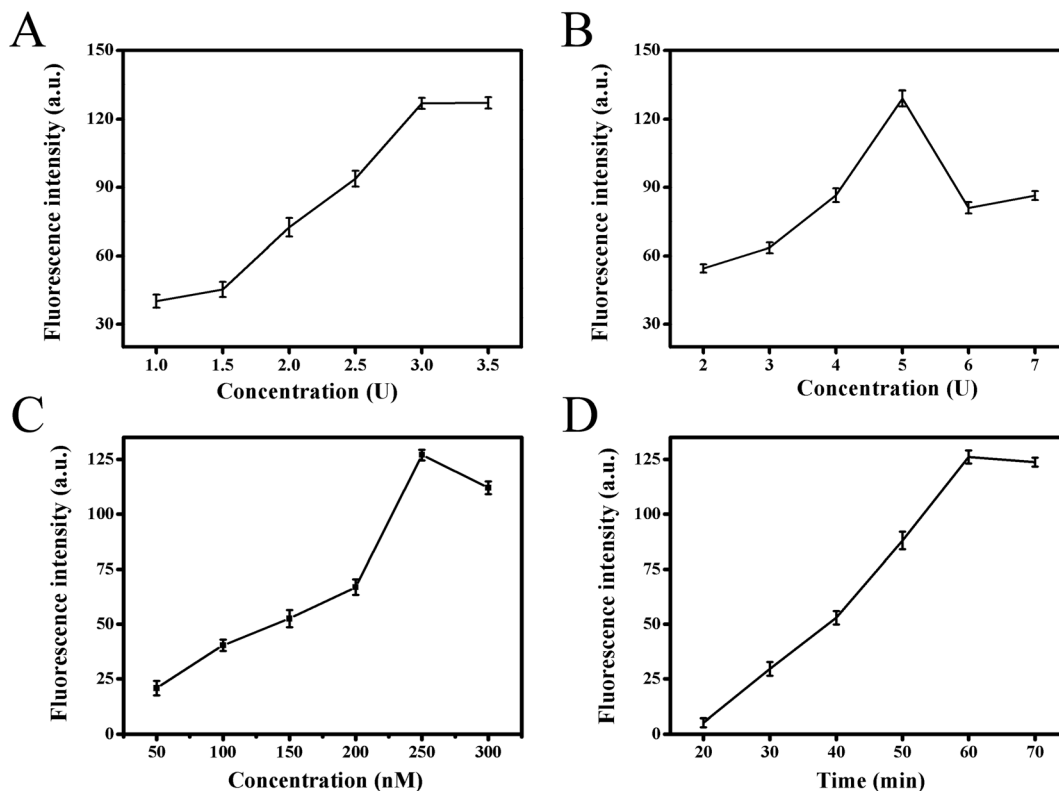 A
Fluorescence intensity (a.u.)
150
120
90
60
30
1.0 1.5 2.0 2.5 3.0 3.5
Concentration (U)
B
Fluorescence intensity (a.u.)
150
120
90
60
30
2 3 4 5 6 7
Concentration (U)
C
Fluorescence intensity (a.u.)
125
100
75
50
25
0
50 100 150 200 250 300
Concentration (nM)
D
Fluorescence intensity (a.u.)
125
100
75
50
25
0
20 30 40 50 60 70
Time (min)